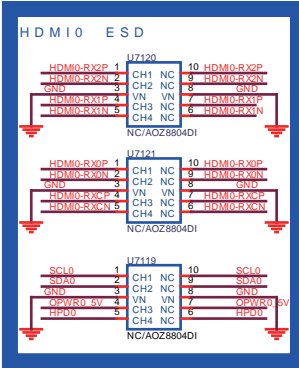 HDMI0 ESD
U7120
HDMI0-RX2P 1 CH1 NC 10 HDMI0-RX2P
HDMI0-RX2N 2 CH2 NC 9 HDMI0-RX2N
GND 3 VN VN 8 GND
HDMI0-RX1P 4 CH3 NC 7 HDMI0-RX1P
HDMI0-RX1N 5 CH4 NC 6 HDMI0-RX1N
NC/AOZ8804DI
U7121
HDMI0-RX0P 1 CH1 NC 10 HDMI0-RX0P
HDMI0-RX0N 2 CH2 NC 9 HDMI0-RX0N
GND 3 VN VN 8 GND
HDMI0-RXCP 4 CH3 NC 7 HDMI0-RXCP
HDMI0-RXCN 5 CH4 NC 6 HDMI0-RXCN
NC/AOZ8804DI
U7119
SCL0 1 CH1 NC 10 SCL0
SDA0 2 CH2 NC 9 SDA0
GND 3 VN VN 8 GND
OPWR0_5V 4 CH3 NC 7 OPWR0_5V
HPD0 5 CH4 NC 6 HPD0
NC/AOZ8804DI